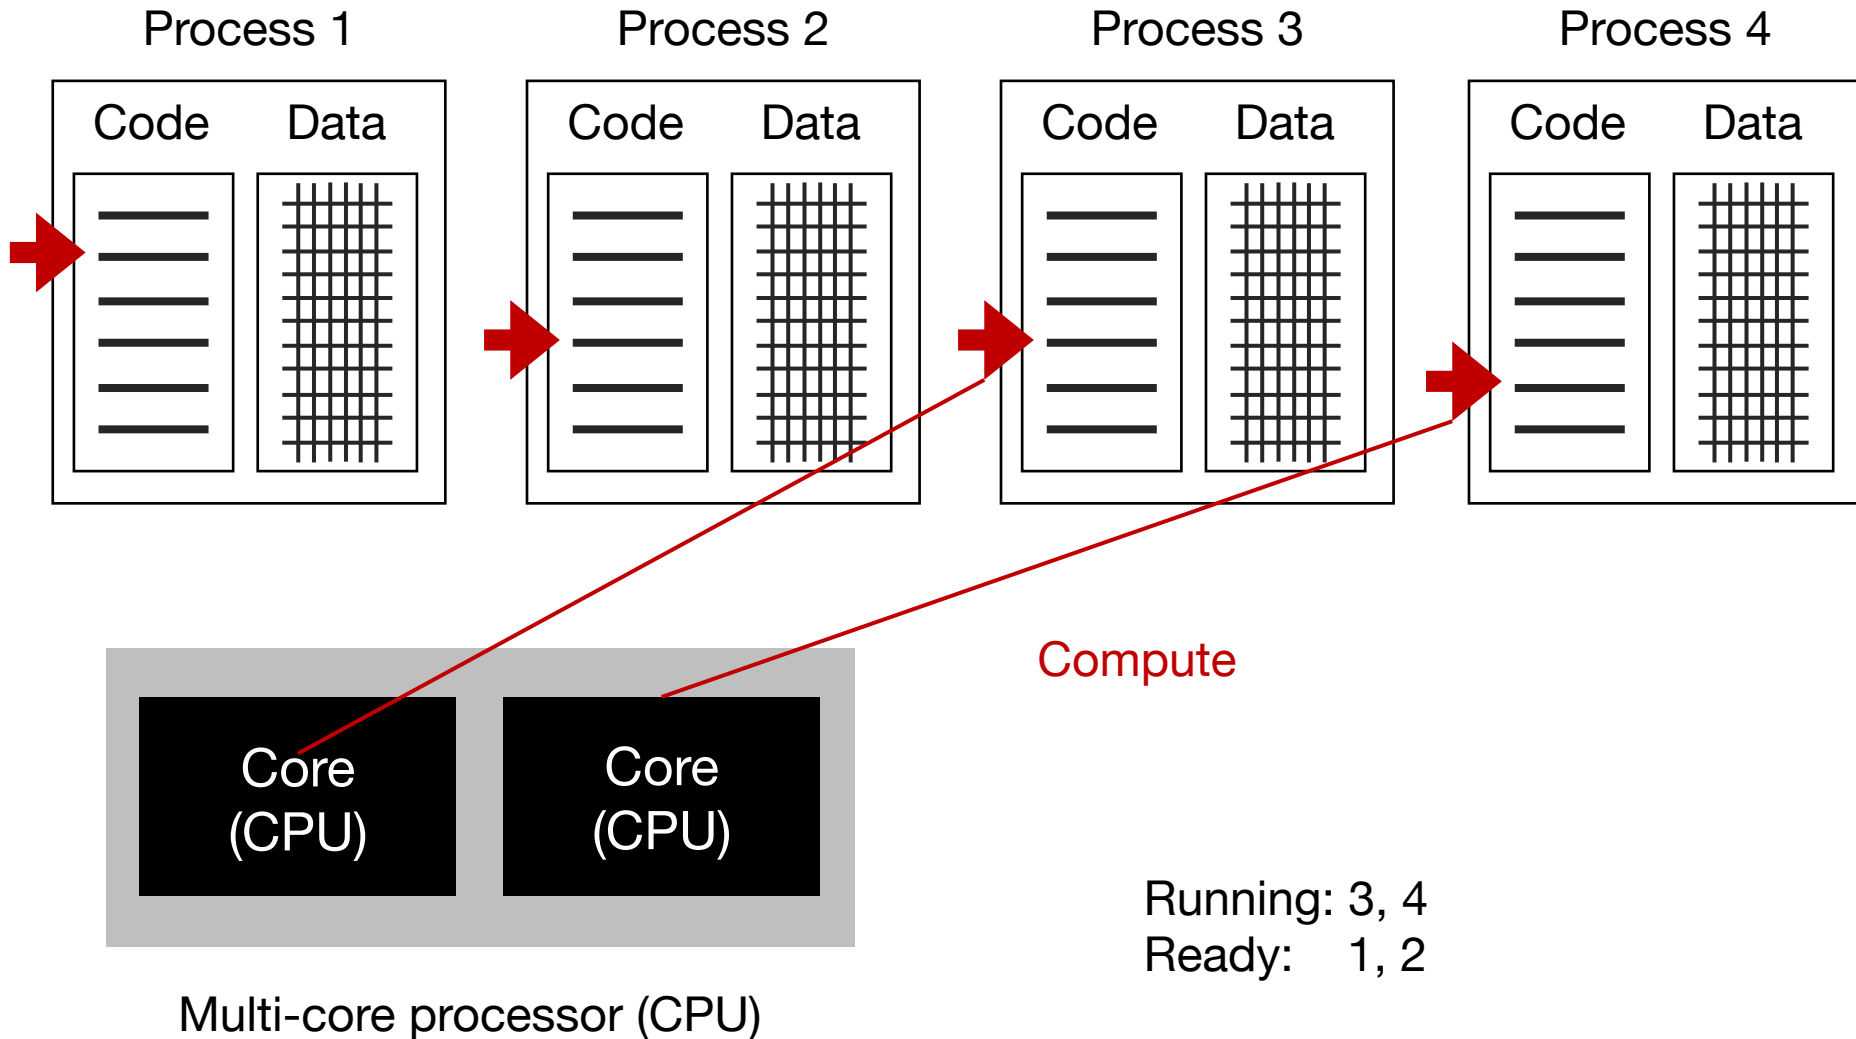 Process 1
Process 2
Process 3
Process 4
Code Data
Code Data
Code Data
Code Data
Compute
Core
(CPU)
Core
(CPU)
Running: 3, 4
Ready: 1, 2
Multi-core processor (CPU)